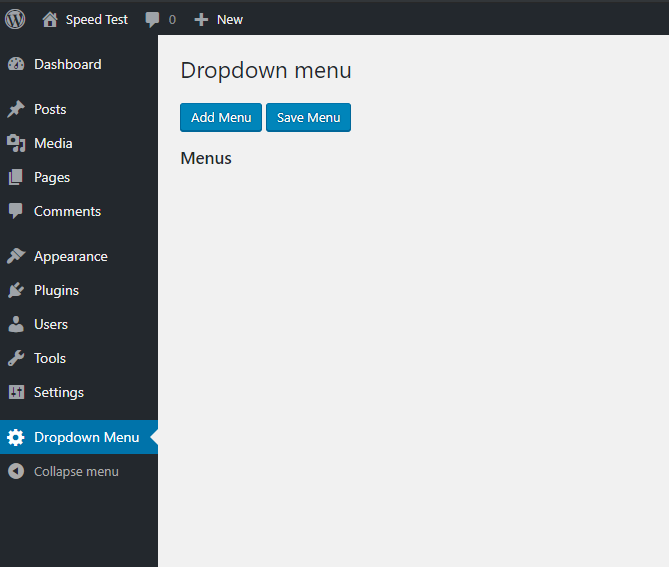 Speed Test 0 New
Dashboard
Posts
Media
Pages
Comments
Appearance
Plugins
Users
Tools
Settings
Dropdown Menu
Collapse menu
Dropdown menu
Add Menu Save Menu
Menus